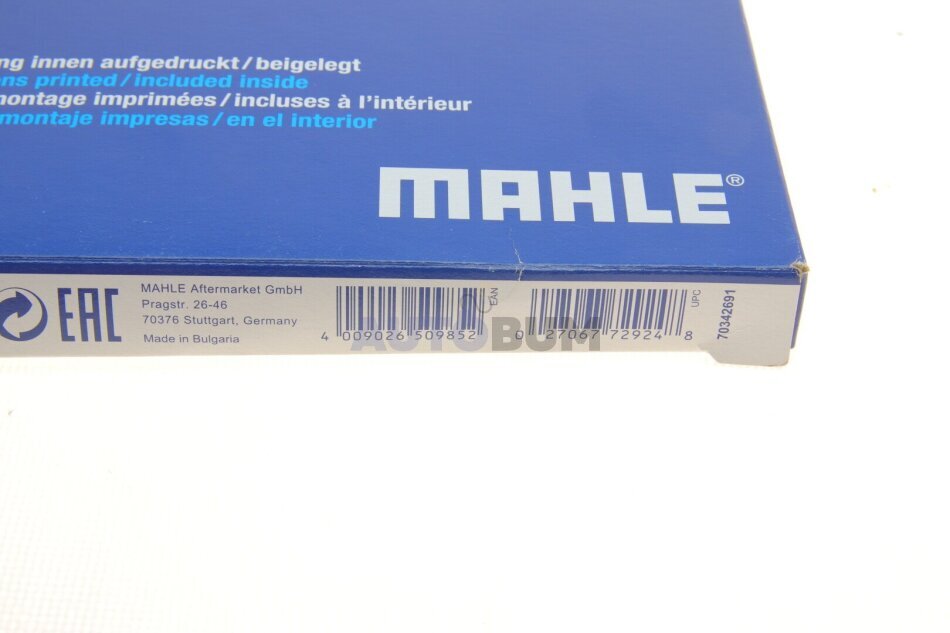 ng innen aufgedruckt/beigelegt
ns printed/included inside
montage imprimées/incluses à l'intérieur
montaje impresas/en el interior
MAHLE®
EAC
MAHLE Aftermarket GmbH
Pragstr. 26-46
70376 Stuttgart, Germany
Made in Bulgaria
4 009026 509852
EAN
0 27067 72924 8
UPC
70342691
AUTOBUM